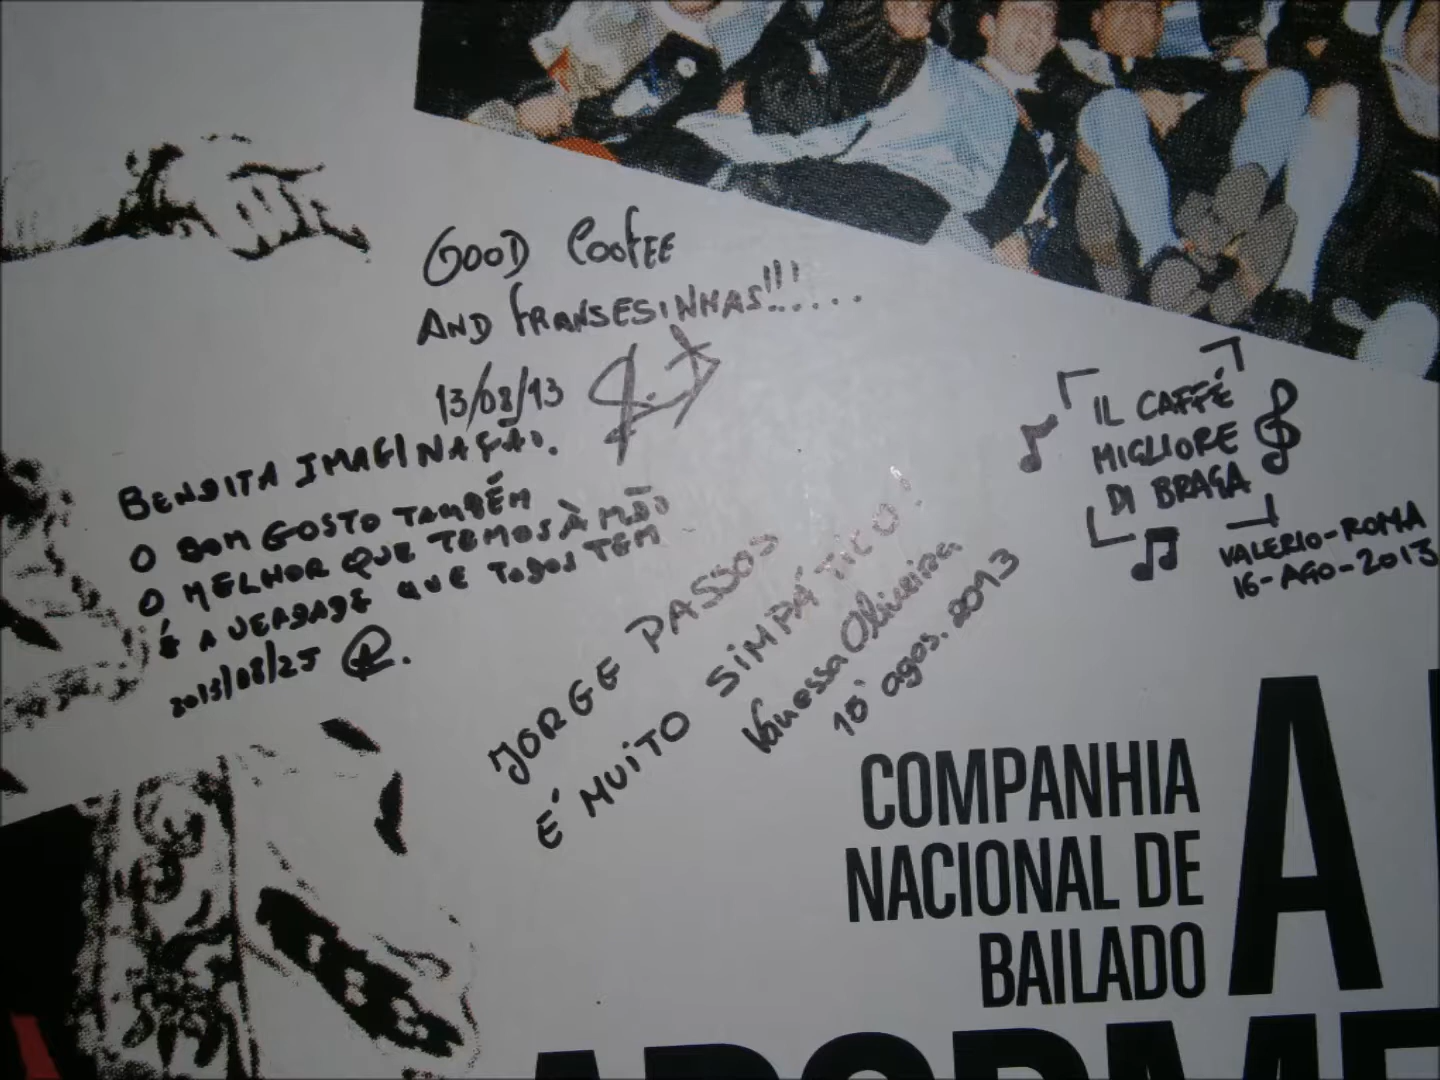 GOOD COOFEE
AND FRANSESINHAS!!!.....
13/08/13
BENDITA IMAGINAÇÃO.
O BOM GOSTO TAMBÉM
O MELHOR QUE TEMOS À MÃO
É A VERDADE QUE TODOS TEM
2013/08/25
JORGE PASSOS
É MUITO SIMPÁTICO!
Vanessa Oliveira
15 agos. 2013
IL CAFFÉ
MIGLIORE
DI BRAGA
VALERIO-ROMA
16-AGO-2013
COMPANHIA
NACIONAL DE
BAILADO
A